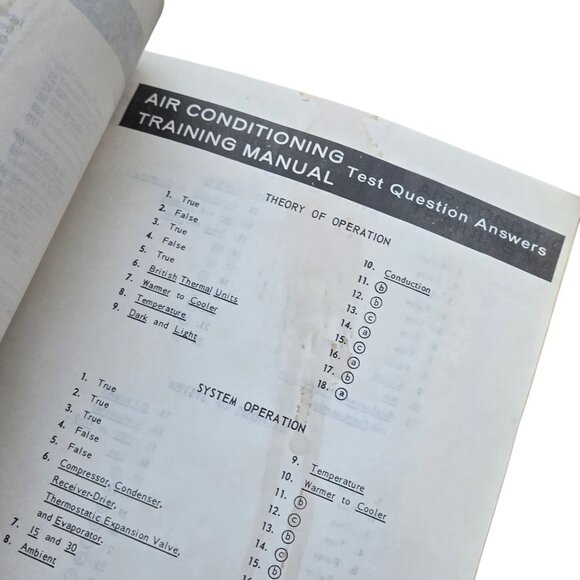 AIR CONDITIONING
TRAINING MANUAL Test Question Answers
THEORY OF OPERATION
1. True
2. False
3. True
4. False
5. True
6. British Thermal Units
7. Warmer to Cooler
8. Temperature
9. Dark and Light
10. Conduction
11. b
12. b
13. c
14. a
15. c
16. a
17. b
18. a
SYSTEM OPERATION
1. True
2. True
3. True
4. False
5. False
6. Compressor, Condenser,
Receiver-Drier,
Thermostatic Expansion Valve,
and Evaporator.
7. 15 and 30
8. Ambient
9. Temperature
10. Warmer to Cooler
11. b
12. c
13. b
14. c
15. b